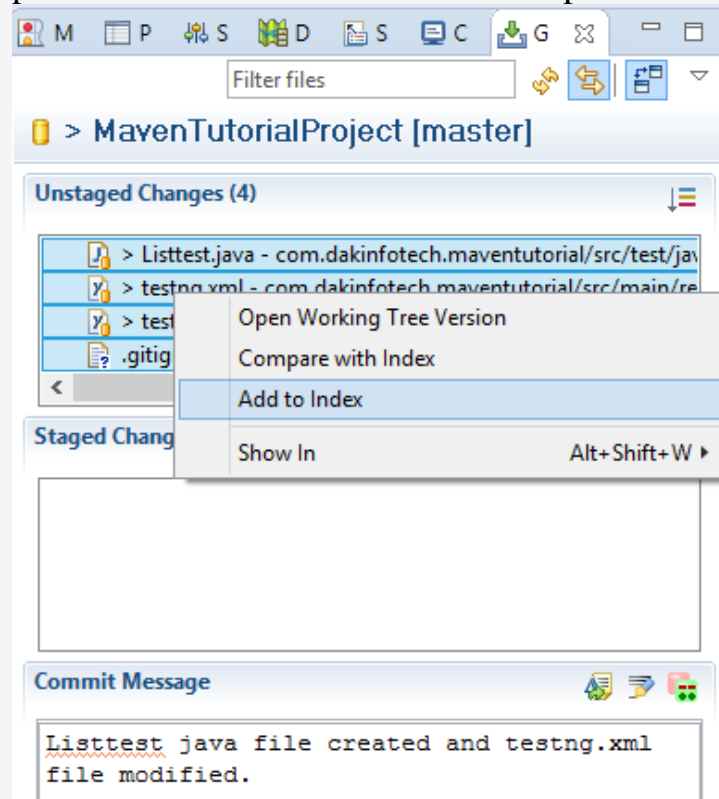 M P S D S C G
Filter files
> MavenTutorialProject [master]
Unstaged Changes (4)
> Listtest.java - com.dakinfotech.maventutorial/src/test/jav
> testng.xml - com.dakinfotech.maventutorial/src/main/re
> test
.gitig
Open Working Tree Version
Compare with Index
Add to Index
Show In Alt+Shift+W
Staged Chang
Commit Message
Listtest java file created and testng.xml
file modified.